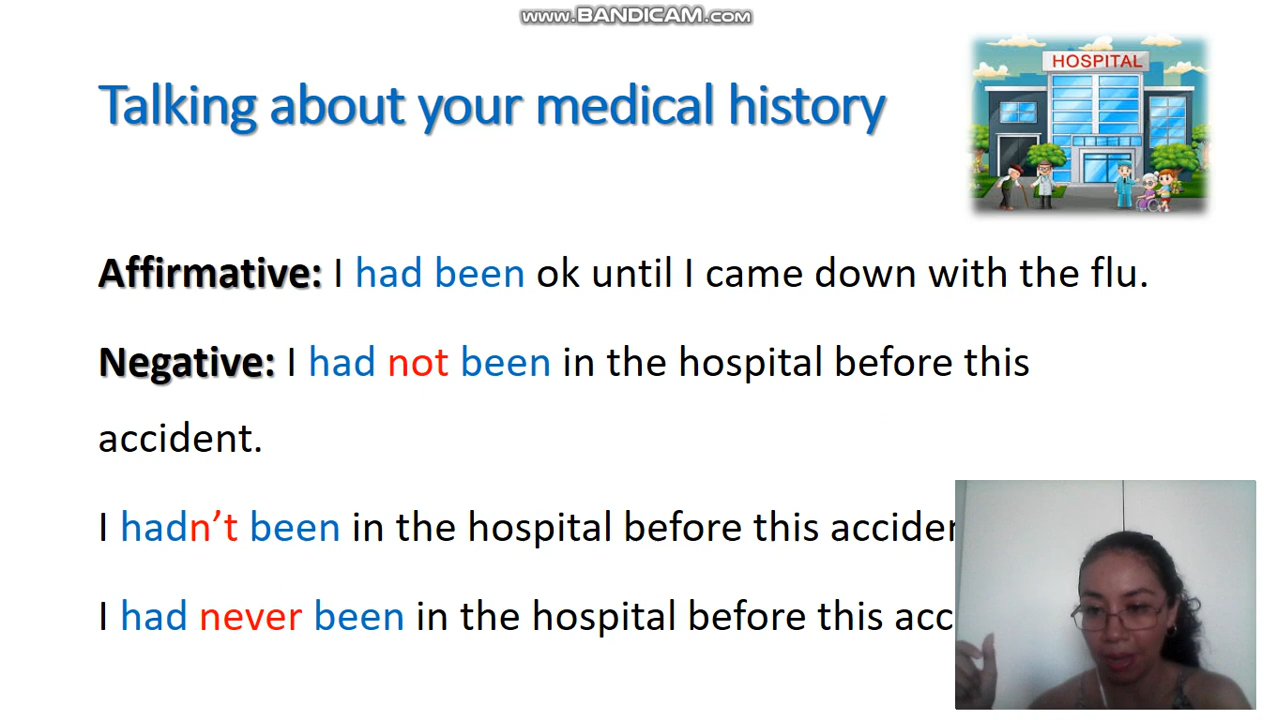 www.BANDICAM.com
HOSPITAL
Talking about your medical history
Affirmative: I had been ok until I came down with the flu.
Negative: I had not been in the hospital before this
accident.
I hadn’t been in the hospital before this
I had never been in the hospital before this